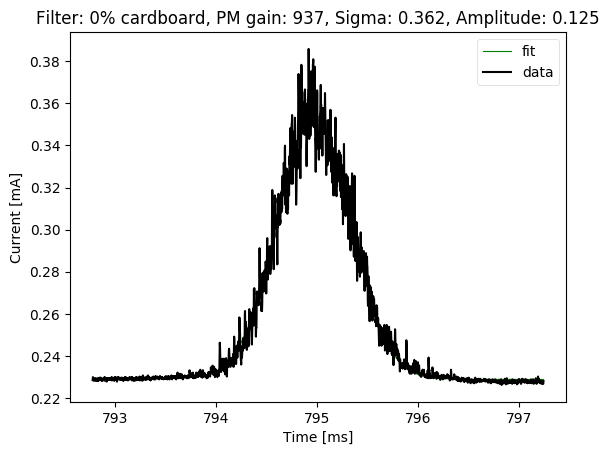 Filter: 0% cardboard, PM gain: 937, Sigma: 0.362, Amplitude: 0.125
fit
data
0.38
0.36
0.34
0.32
0.30
0.28
0.26
0.24
0.22
Current [mA]
793
794
795
796
797
Time [ms]